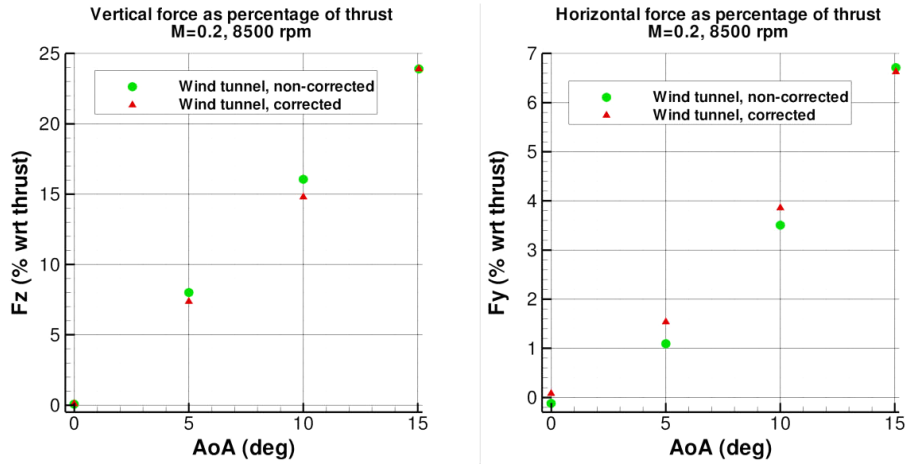 Vertical force as percentage of thrust
M=0.2, 8500 rpm
25
20
15
10
5
0
Fz (% wrt thrust)
Wind tunnel, non-corrected
Wind tunnel, corrected
0
5
10
15
AoA (deg)
Horizontal force as percentage of thrust
M=0.2, 8500 rpm
7
6
5
4
3
2
1
0
Fy (% wrt thrust)
Wind tunnel, non-corrected
Wind tunnel, corrected
0
5
10
15
AoA (deg)